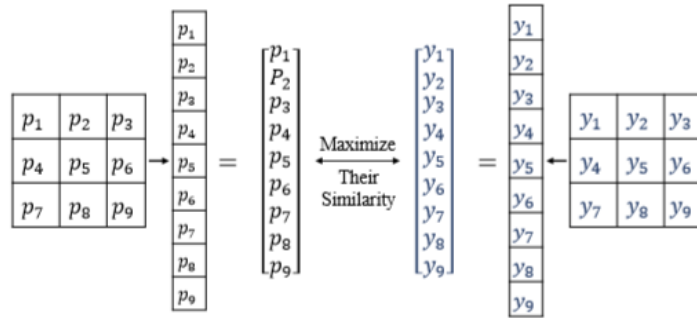 p₁ p₂ p₃
p₄ p₅ p₆
p₇ p₈ p₉
p₁
p₂
p₃
p₄
p₅
p₆
p₇
p₈
p₉
=
p₁
P₂
p₃
p₄
p₅
p₆
p₇
p₈
p₉
Maximize
Their
Similarity
y₁
y₂
y₃
y₄
y₅
y₆
y₇
y₈
y₉
=
y₁
y₂
y₃
y₄
y₅
y₆
y₇
y₈
y₉
y₁ y₂ y₃
y₄ y₅ y₆
y₇ y₈ y₉